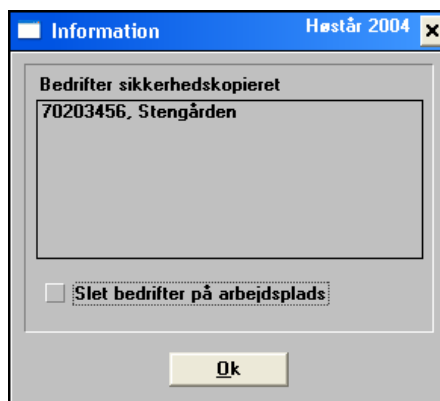 Information
Høstår 2004
Bedrifter sikkerhedskopieret
70203456, Stengården
Slet bedrifter på arbejdsplads
Ok